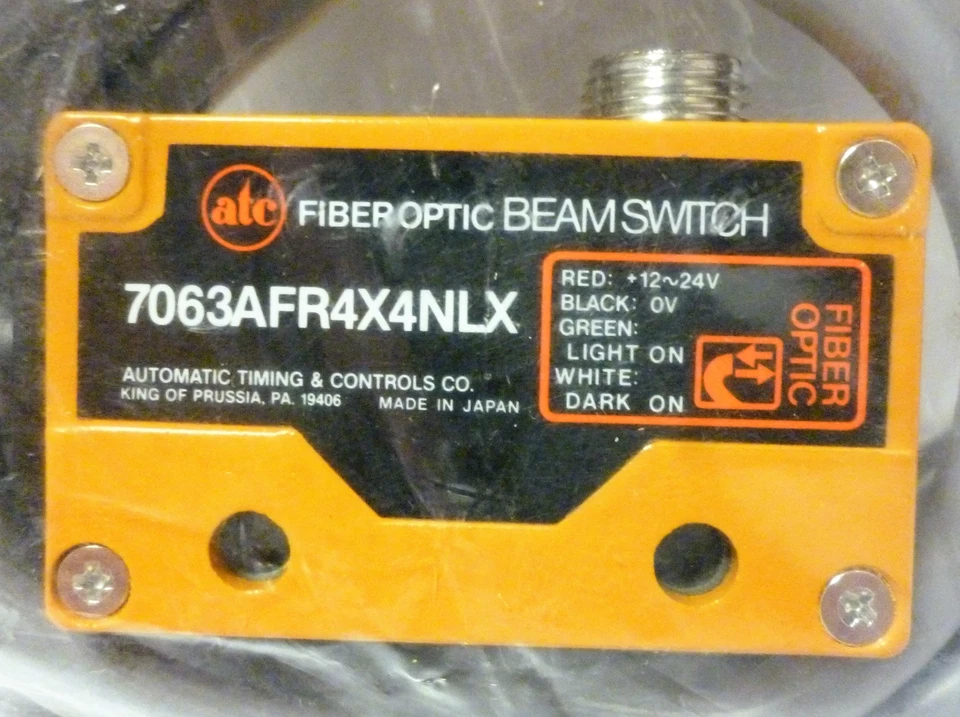 atc FIBER OPTIC BEAM SWITCH
7063AFR4X4NLX
AUTOMATIC TIMING & CONTROLS CO.
KING OF PRUSSIA, PA. 19406 MADE IN JAPAN
RED: +12~24V
BLACK: 0V
GREEN:
LIGHT ON
WHITE:
DARK ON
FIBER
OPTIC